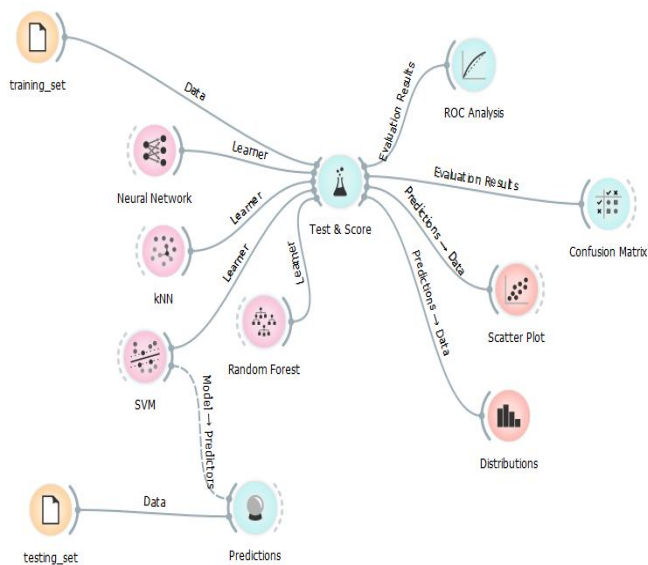 training_set
Data
Neural Network
Learner
kNN
Learner
SVM
Learner
Random Forest
Learner
Test & Score
Evaluation Results
ROC Analysis
Evaluation Results
Confusion Matrix
Predictions → Data
Scatter Plot
Predictions → Data
Distributions
Model → Predictors
testing_set
Data
Predictions